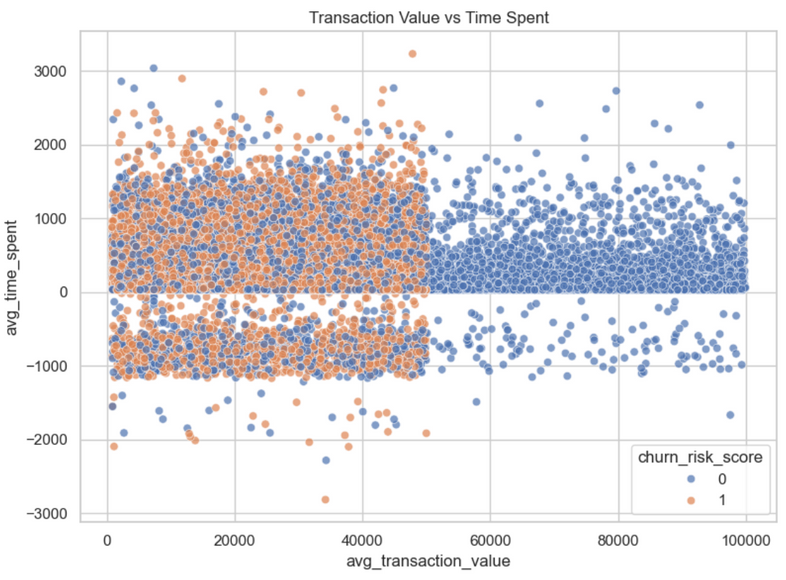 Transaction Value vs Time Spent
3000
2000
1000
0
−1000
−2000
−3000
avg_time_spent
0 20000 40000 60000 80000 100000
avg_transaction_value
churn_risk_score
0
1